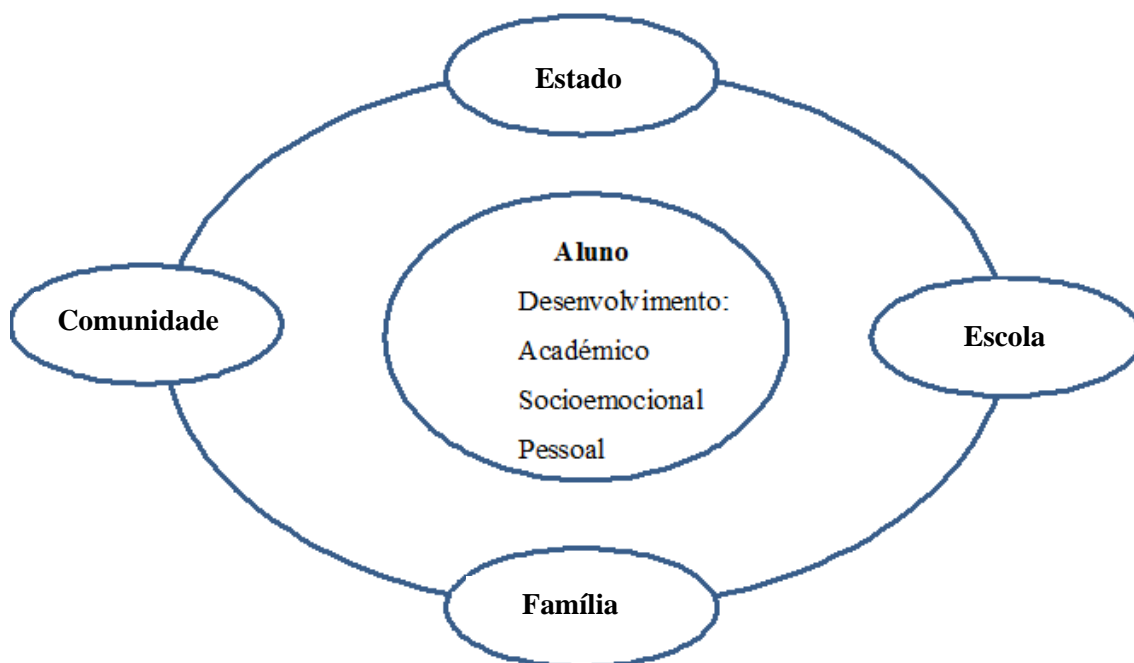 Estado
Aluno
Desenvolvimento:
Académico
Socioemocional
Pessoal
Comunidade
Escola
Família